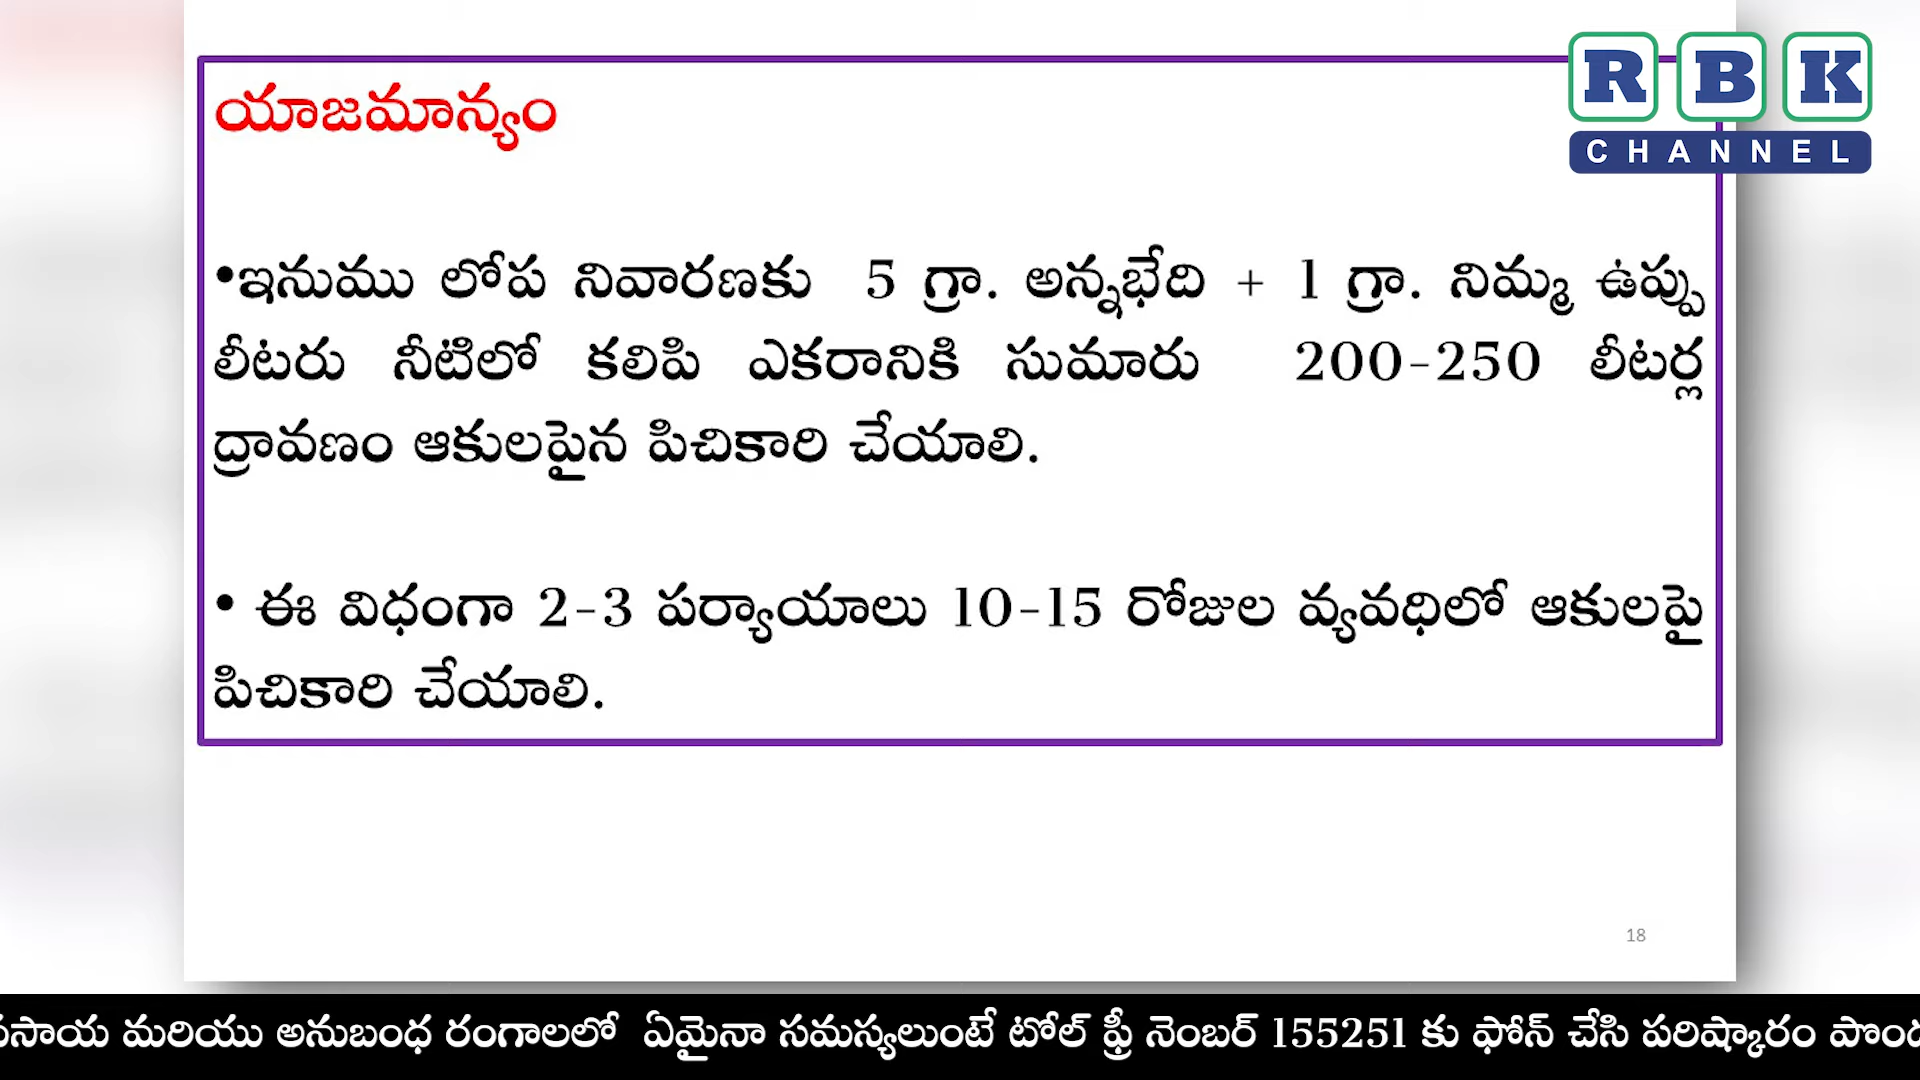 R B K
CHANNEL
యాజమాన్యం
•ఇనుము లోప నివారణకు 5 గ్రా. అన్నభేది + 1 గ్రా. నిమ్మ ఉప్పు
లీటరు నీటిలో కలిపి ఎకరానికి సుమారు 200-250 లీటర్ల
ద్రావణం ఆకులపైన పిచికారి చేయాలి.
• ఈ విధంగా 2-3 పర్యాయాలు 10-15 రోజుల వ్యవధిలో ఆకులపై
పిచికారి చేయాలి.
18
మరియు అనుబంధ రంగాలలో ఏమైనా సమస్యలుంటే టోల్ ఫ్రీ నెంబర్ 155251 కు ఫోన్ చేసి పరిష్కారం